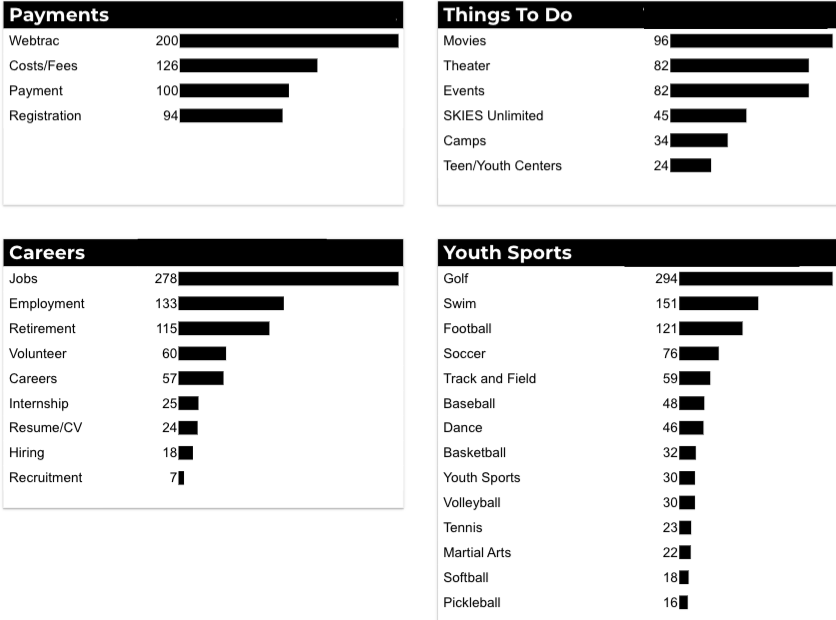 Payments
Webtrac 200
Costs/Fees 126
Payment 100
Registration 94
Things To Do
Movies 96
Theater 82
Events 82
SKIES Unlimited 45
Camps 34
Teen/Youth Centers 24
Careers
Jobs 278
Employment 133
Retirement 115
Volunteer 60
Careers 57
Internship 25
Resume/CV 24
Hiring 18
Recruitment 7
Youth Sports
Golf 294
Swim 151
Football 121
Soccer 76
Track and Field 59
Baseball 48
Dance 46
Basketball 32
Youth Sports 30
Volleyball 30
Tennis 23
Martial Arts 22
Softball 18
Pickleball 16